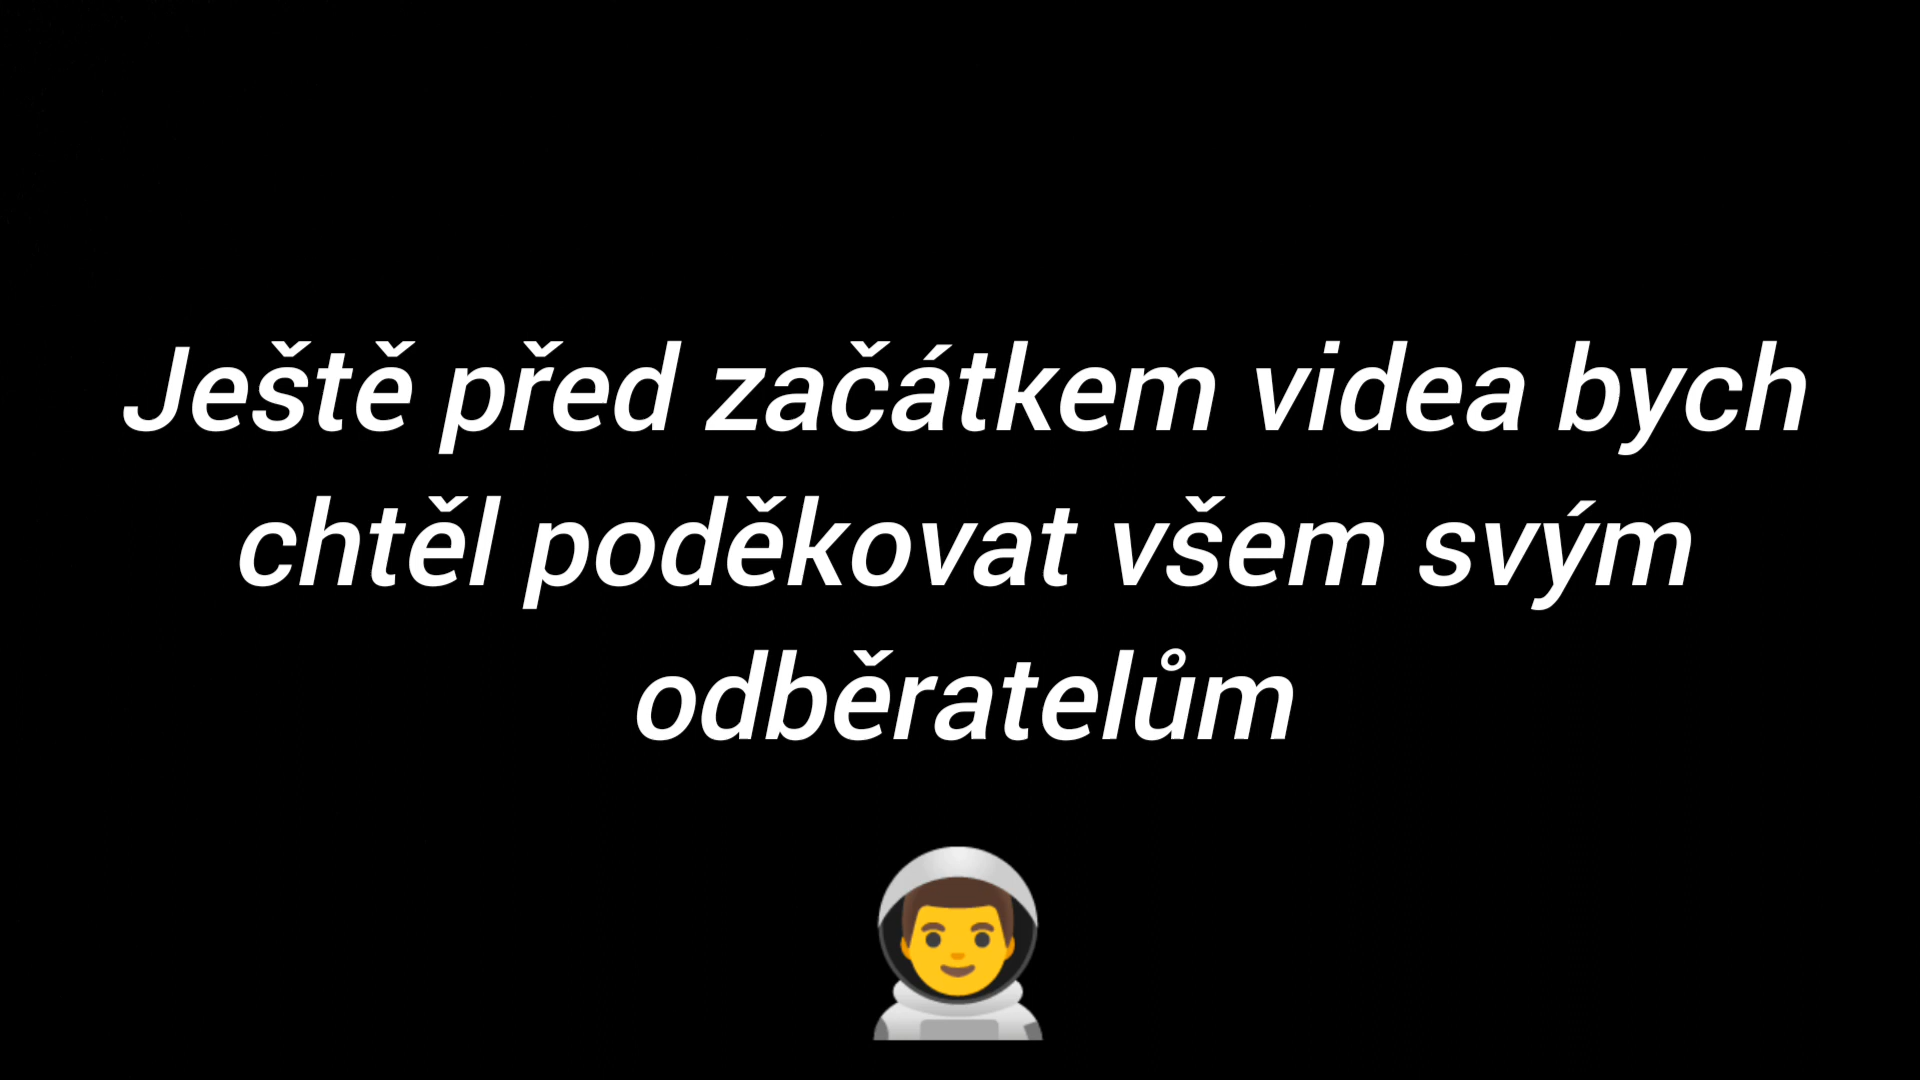 Ještě před začátkem videa bych
chtěl poděkovat všem svým
odběratelům